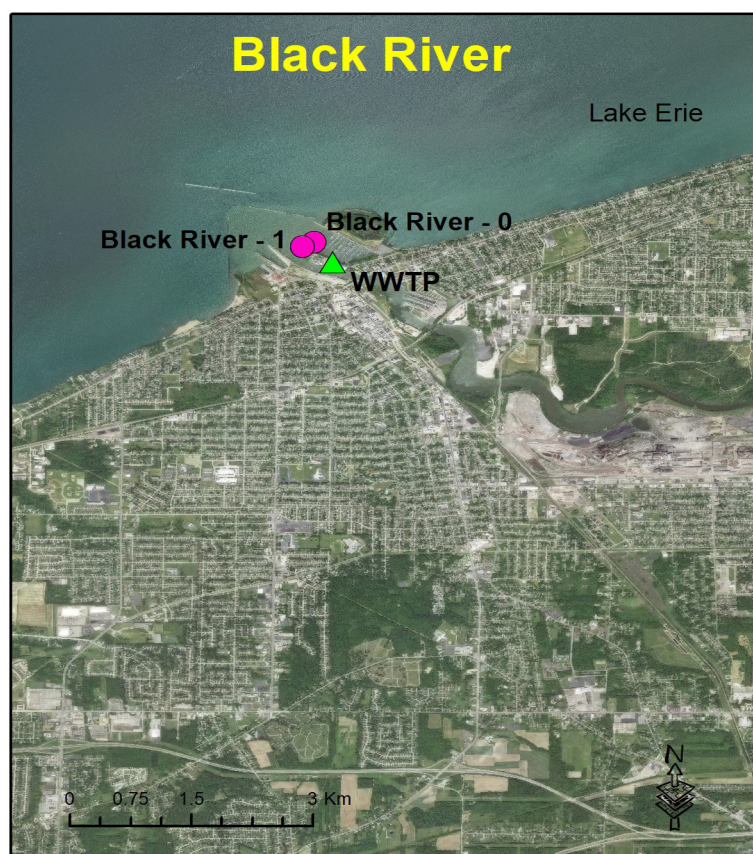 Black River
Lake Erie
Black River - 0
Black River - 1
WWTP
N
0 0.75 1.5 3 Km